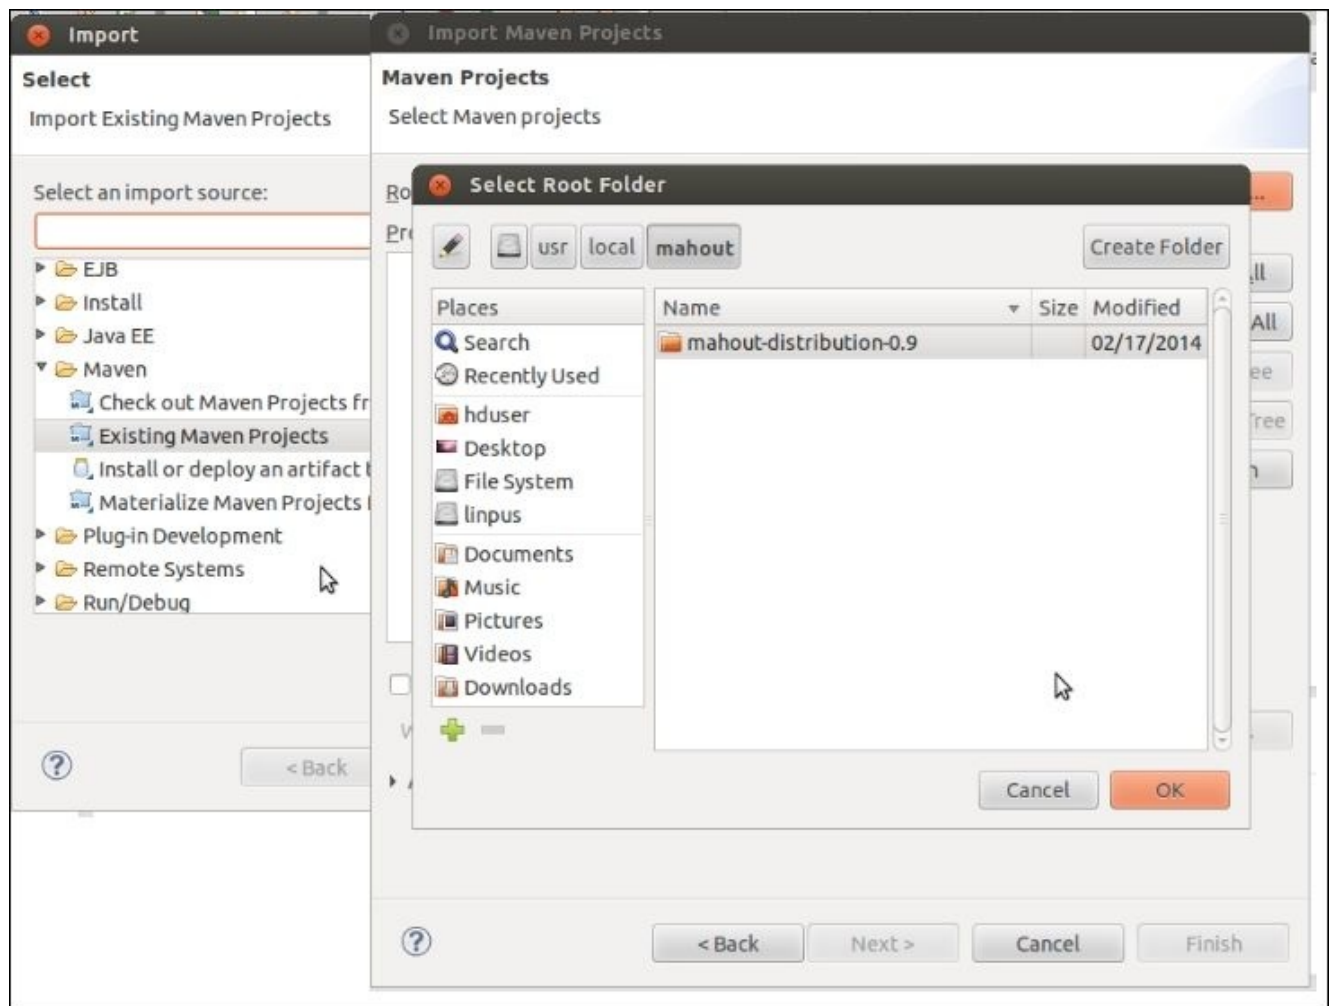 Import
Select
Import Existing Maven Projects
Select an import source:
EJB
Install
Java EE
Maven
Check out Maven Projects
Existing Maven Projects
Install or deploy an artifact
Materialize Maven Projects
Plug-in Development
Remote Systems
Run/Debug
< Back
Import Maven Projects
Maven Projects
Select Maven projects
Select Root Folder
usr local mahout Create Folder
Places
Search
Recently Used
hduser
Desktop
File System
linpus
Documents
Music
Pictures
Videos
Downloads
Name Size Modified
mahout-distribution-0.9 02/17/2014
Cancel OK
All
< Back Next > Cancel Finish